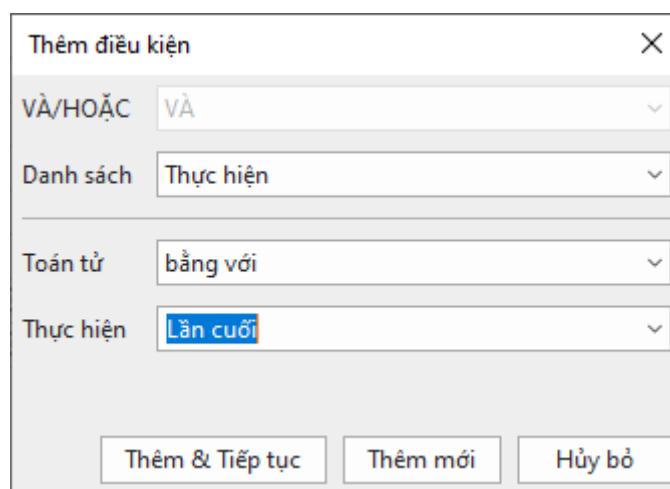 Thêm điều kiện
VÀ/HOẶC VÀ
Danh sách Thực hiện
Toán tử bằng với
Thực hiện Lần cuối
Thêm & Tiếp tục Thêm mới Hủy bỏ